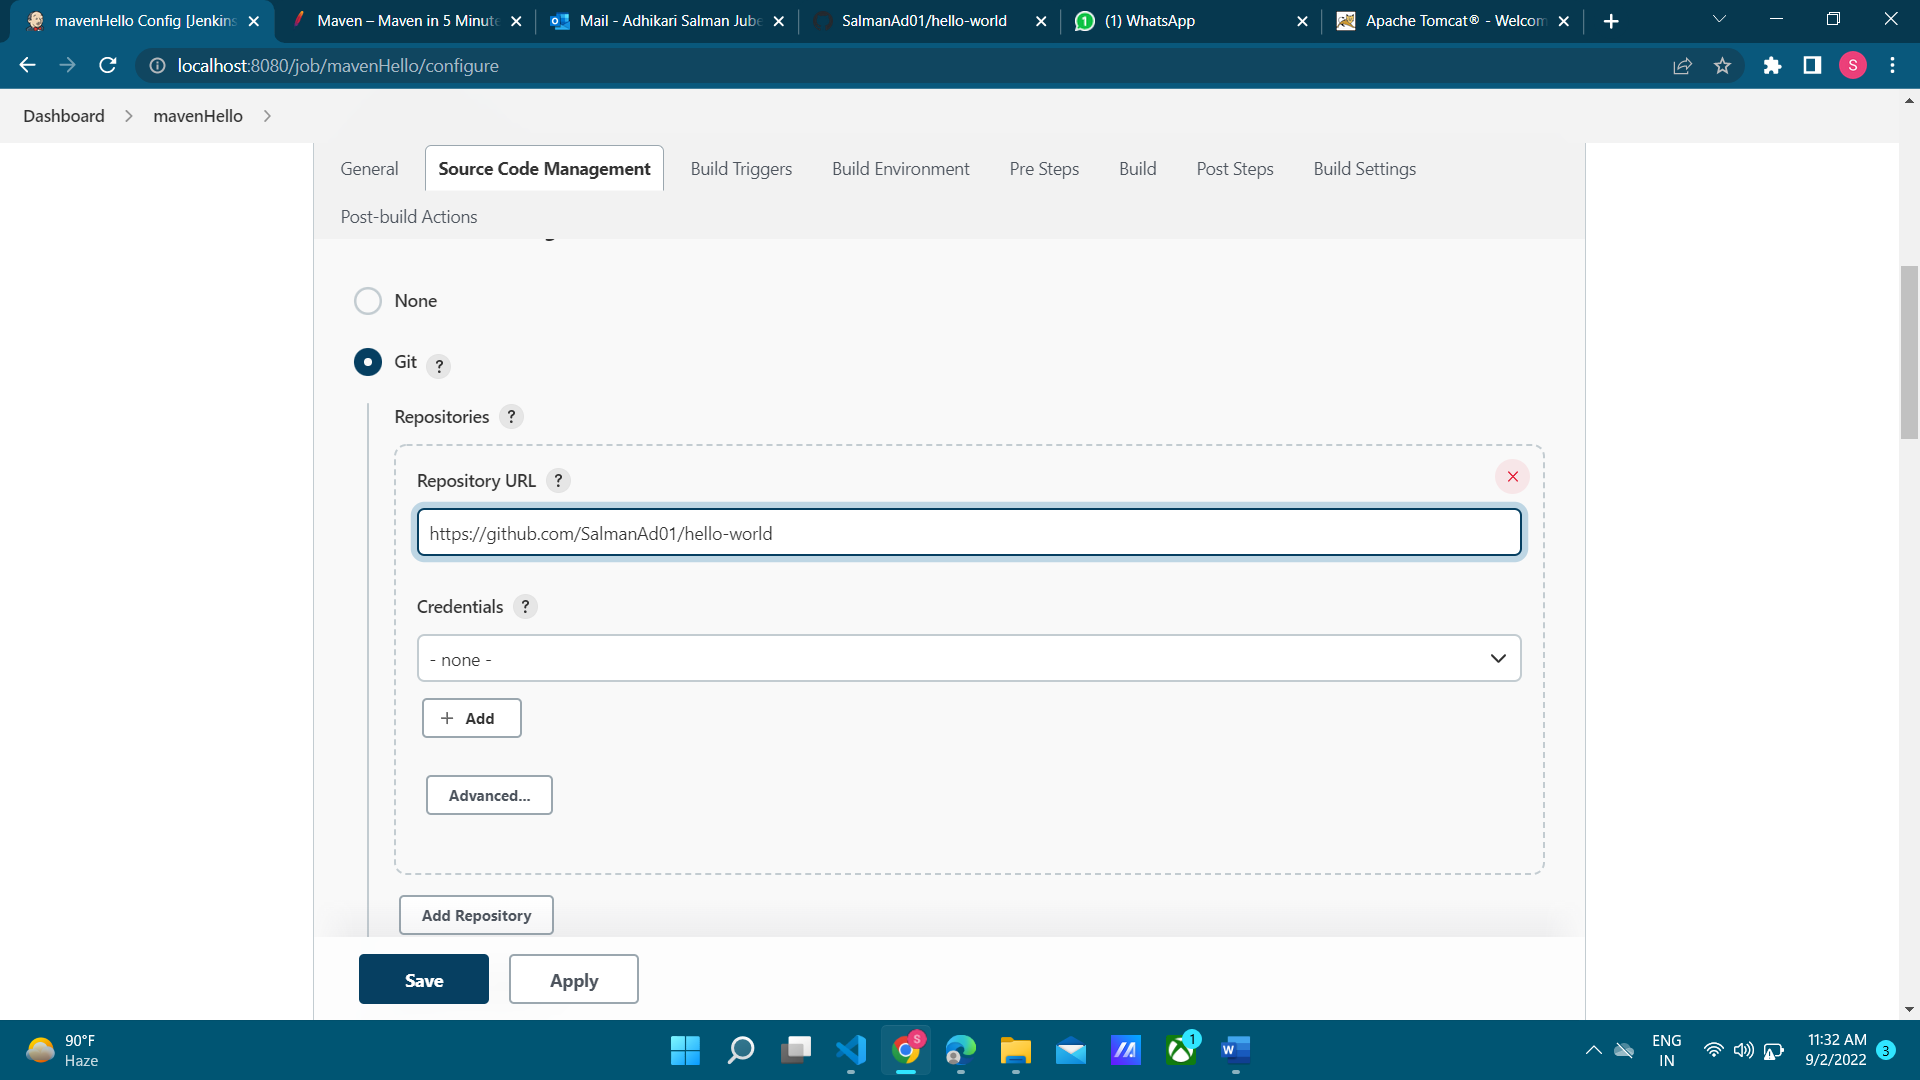 mavenHello Config [Jenkins
Maven – Maven in 5 Minute
Mail - Adhikari Salman Jube
SalmanAd01/hello-world
(1) WhatsApp
Apache Tomcat® - Welcom
localhost:8080/job/mavenHello/configure
S
Dashboard
mavenHello
General
Source Code Management
Build Triggers
Build Environment
Pre Steps
Build
Post Steps
Build Settings
Post-build Actions
None
Git ?
Repositories ?
Repository URL ?
https://github.com/SalmanAd01/hello-world
Credentials ?
- none -
+ Add
Advanced...
Add Repository
Save
Apply
90°F
Haze
S
1
W
ENG
IN
11:32 AM
9/2/2022
3